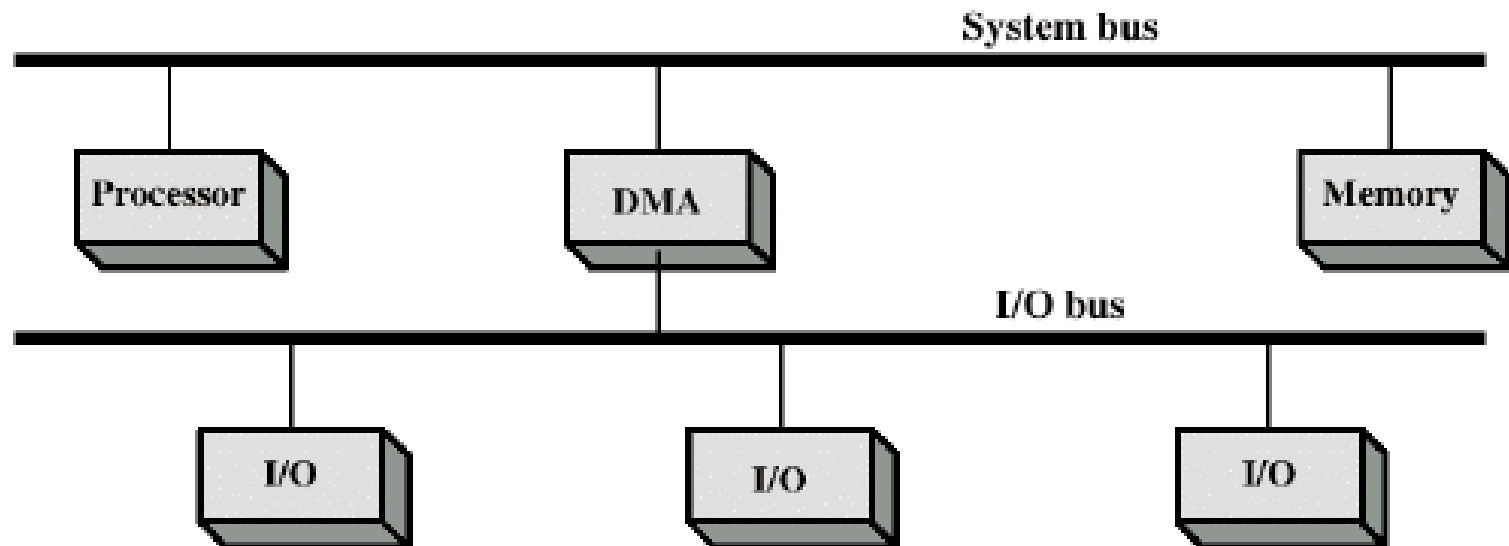 System bus
Processor
DMA
Memory
I/O bus
I/O
I/O
I/O